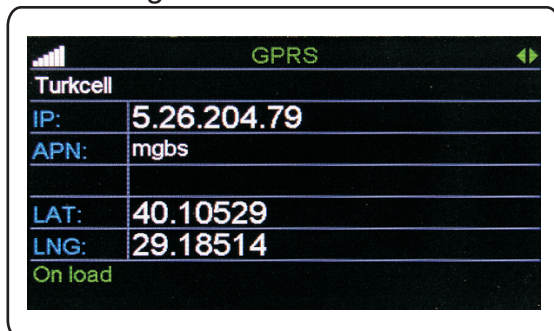 GPRS
Turkcell
IP: 5.26.204.79
APN: mgbs
LAT: 40.10529
LNG: 29.18514
On load